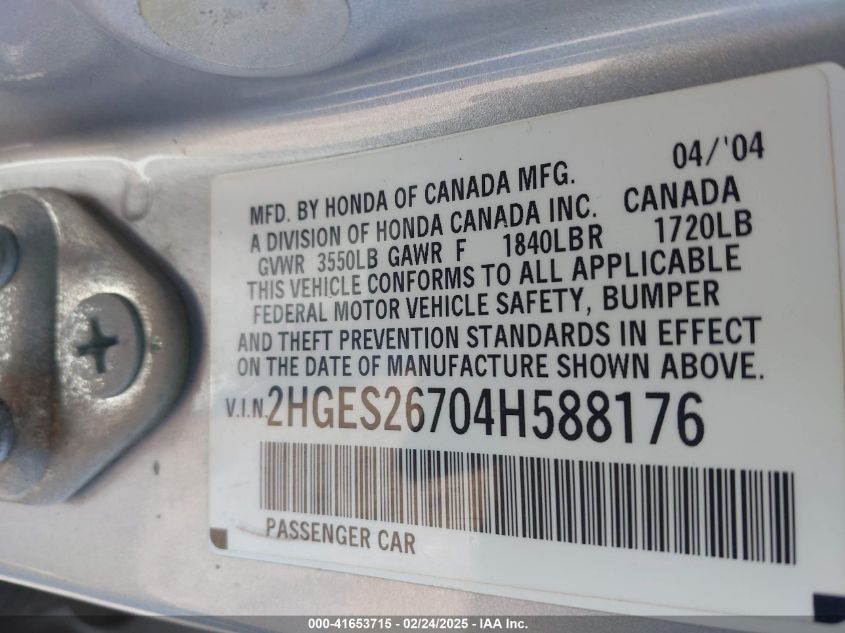 04/'04
MFD. BY HONDA OF CANADA MFG.
A DIVISION OF HONDA CANADA INC. CANADA
GVWR 3550LB GAWR F 1840LBR 1720LB
THIS VEHICLE CONFORMS TO ALL APPLICABLE
FEDERAL MOTOR VEHICLE SAFETY, BUMPER
AND THEFT PREVENTION STANDARDS IN EFFECT
ON THE DATE OF MANUFACTURE SHOWN ABOVE.
V.I.N. 2HGES26704H588176
PASSENGER CAR
000-41653715 - 02/24/2025 - IAA Inc.